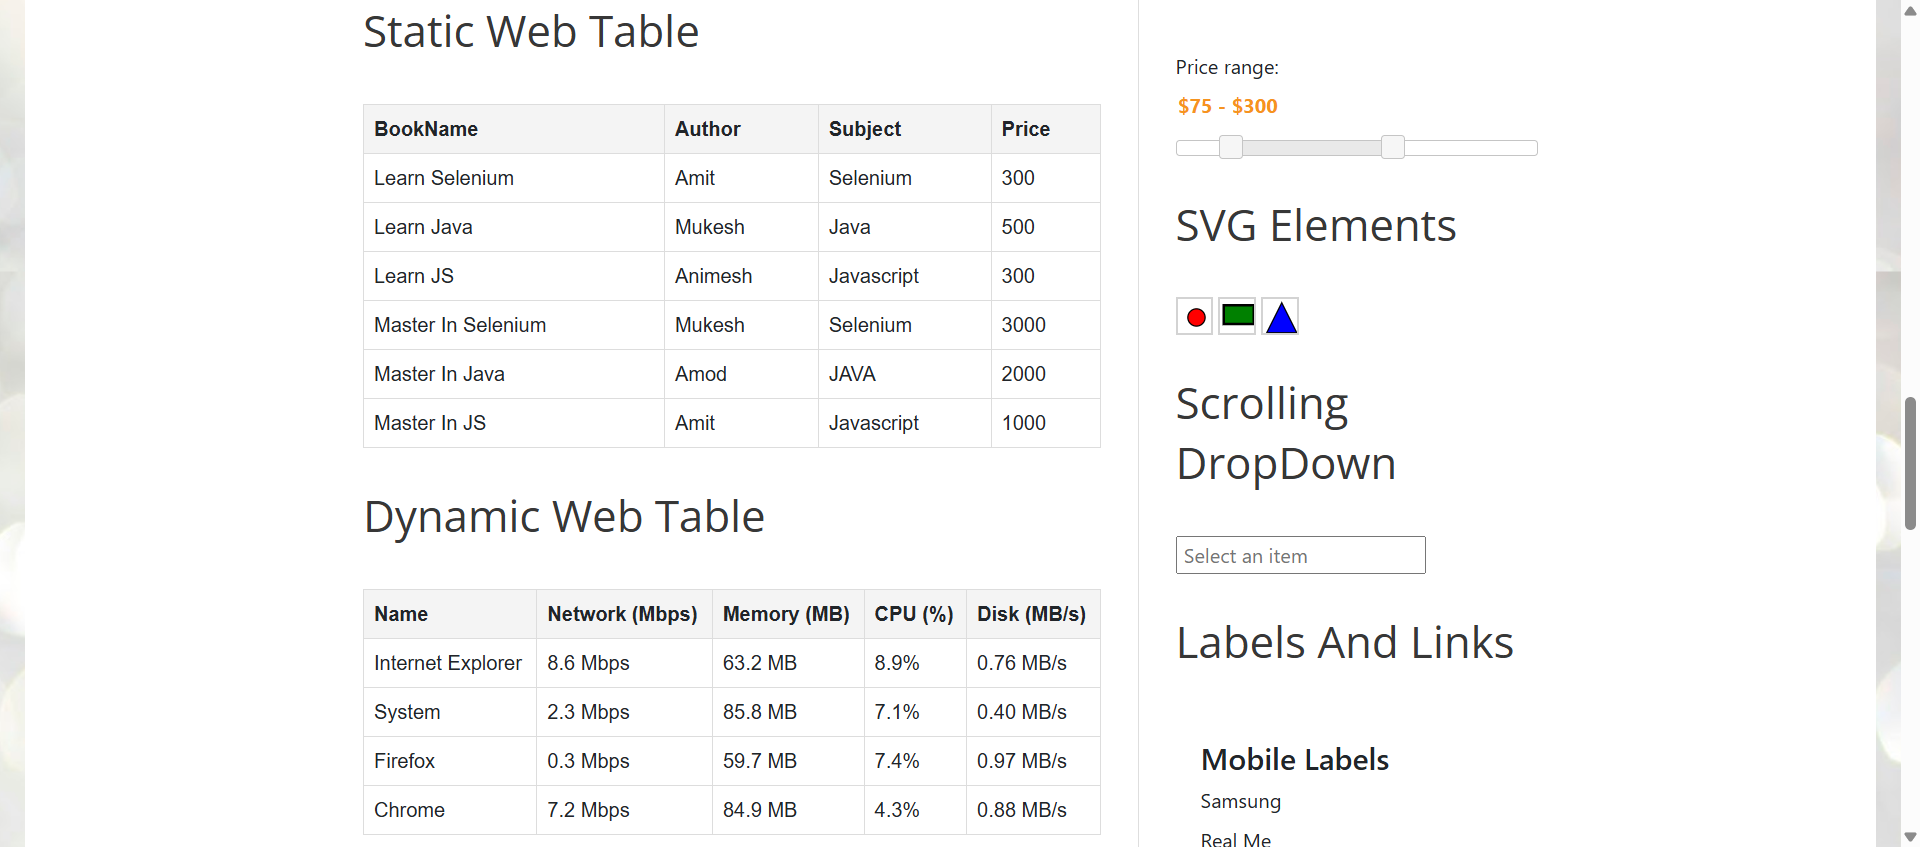 Static Web Table
BookName Author Subject Price
Learn Selenium Amit Selenium 300
Learn Java Mukesh Java 500
Learn JS Animesh Javascript 300
Master In Selenium Mukesh Selenium 3000
Master In Java Amod JAVA 2000
Master In JS Amit Javascript 1000
Dynamic Web Table
Name Network (Mbps) Memory (MB) CPU (%) Disk (MB/s)
Internet Explorer 8.6 Mbps 63.2 MB 8.9% 0.76 MB/s
System 2.3 Mbps 85.8 MB 7.1% 0.40 MB/s
Firefox 0.3 Mbps 59.7 MB 7.4% 0.97 MB/s
Chrome 7.2 Mbps 84.9 MB 4.3% 0.88 MB/s
Price range:
$75 - $300
SVG Elements
Scrolling
DropDown
Select an item
Labels And Links
Mobile Labels
Samsung
Real Me